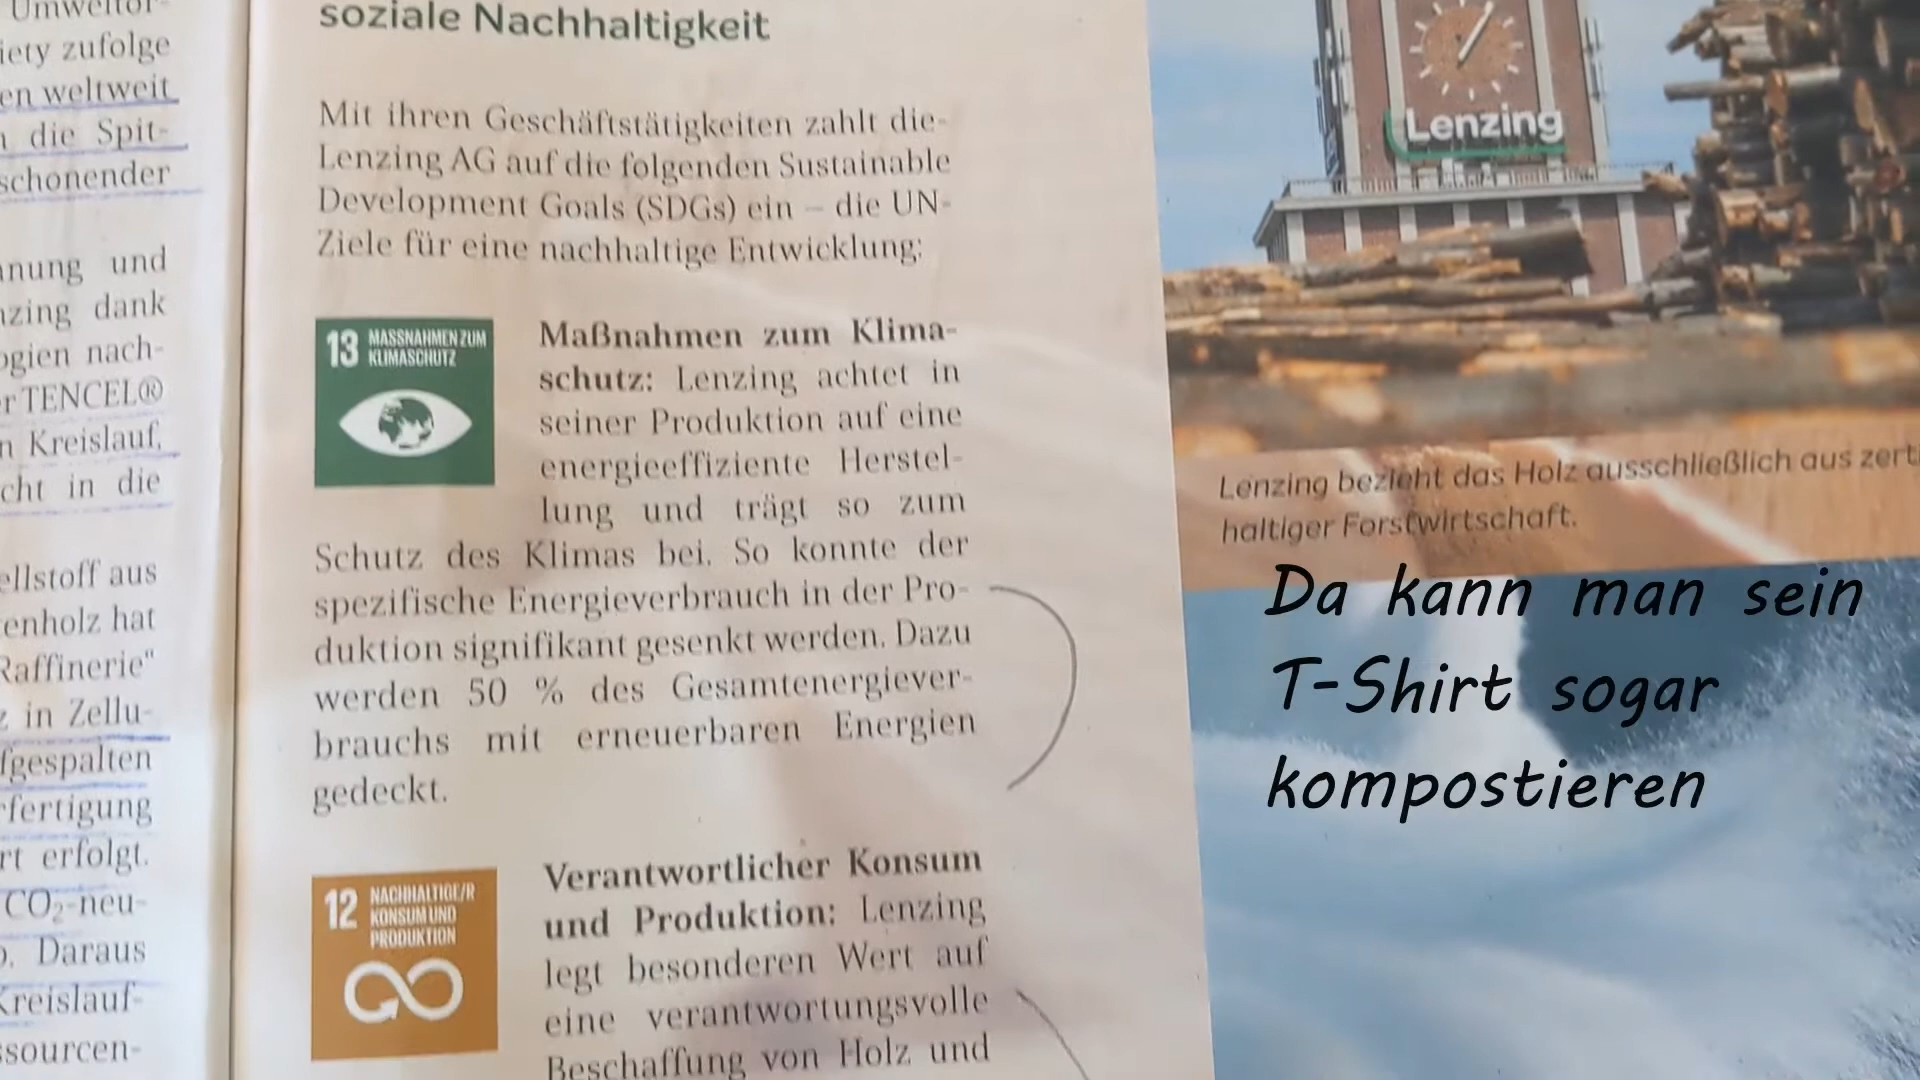 Umweltor-
iety zufolge
en weltweit
die Spit-
schonender
und
nzing dank
ogien nach-
r TENCEL®
n Kreislauf,
cht in die
ellstoff aus
enholz hat
Raffinerie"
z in Zellu-
fgespalten
rfertigung
rt erfolgt.
CO₂-neu-
Daraus
Kreislauf-
ssourcen-
soziale Nachhaltigkeit
Mit ihren Geschäftstätigkeiten zahlt die
Lenzing AG auf die folgenden Sustainable
Development Goals (SDGs) ein – die UN-
Ziele für eine nachhaltige Entwicklung:
13 MASSNAHMEN ZUM
KLIMASCHUTZ
Maßnahmen zum Klima-
schutz: Lenzing achtet in
seiner Produktion auf eine
energieeffiziente Herstel-
lung und trägt so zum
Schutz des Klimas bei. So konnte der
spezifische Energieverbrauch in der Pro-
duktion signifikant gesenkt werden. Dazu
werden 50 % des Gesamtenergiever-
brauchs mit erneuerbaren Energien
gedeckt.
12 NACHHALTIGE/R
KONSUM UND
PRODUKTION
Verantwortlicher Konsum
und Produktion: Lenzing
legt besonderen Wert auf
eine verantwortungsvolle
Beschaffung von Holz und
Lenzing
Lenzing bezieht das Holz ausschließlich aus zerti
haltiger Forstwirtschaft.
Da kann man sein
T-Shirt sogar
kompostieren